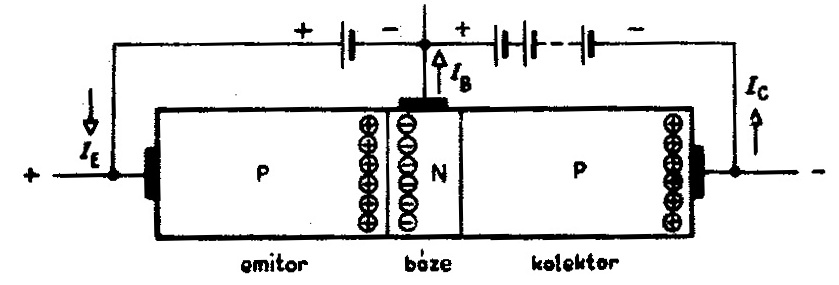 + - + -
I_B
I_C
I_E
+ P N P -
emitor báze kolektor